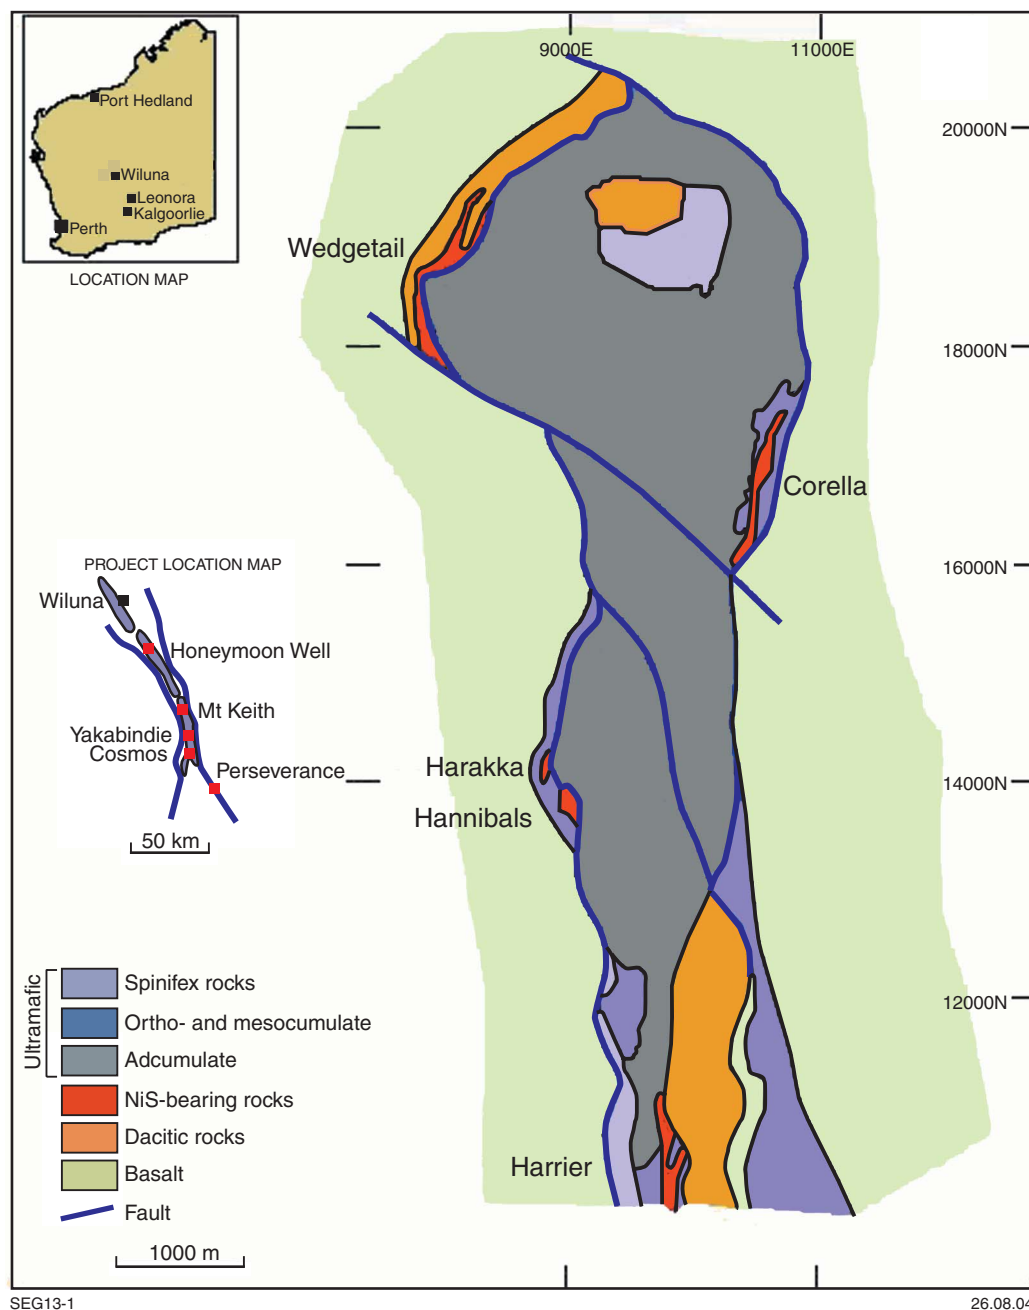 9000E
11000E
Port Hedland
Wiluna
Leonora
Kalgoorlie
Perth
LOCATION MAP
20000N
Wedgetail
18000N
Corella
16000N
PROJECT LOCATION MAP
Wiluna
Honeymoon Well
Mt Keith
Yakabindie
Cosmos
Perseverance
50 km
Harakka
14000N
Hannibals
12000N
Ultramafic
Spinifex rocks
Ortho- and mesocumulate
Adcumulate
NiS-bearing rocks
Dacitic rocks
Basalt
Fault
1000 m
Harrier
SEG13-1
26.08.04